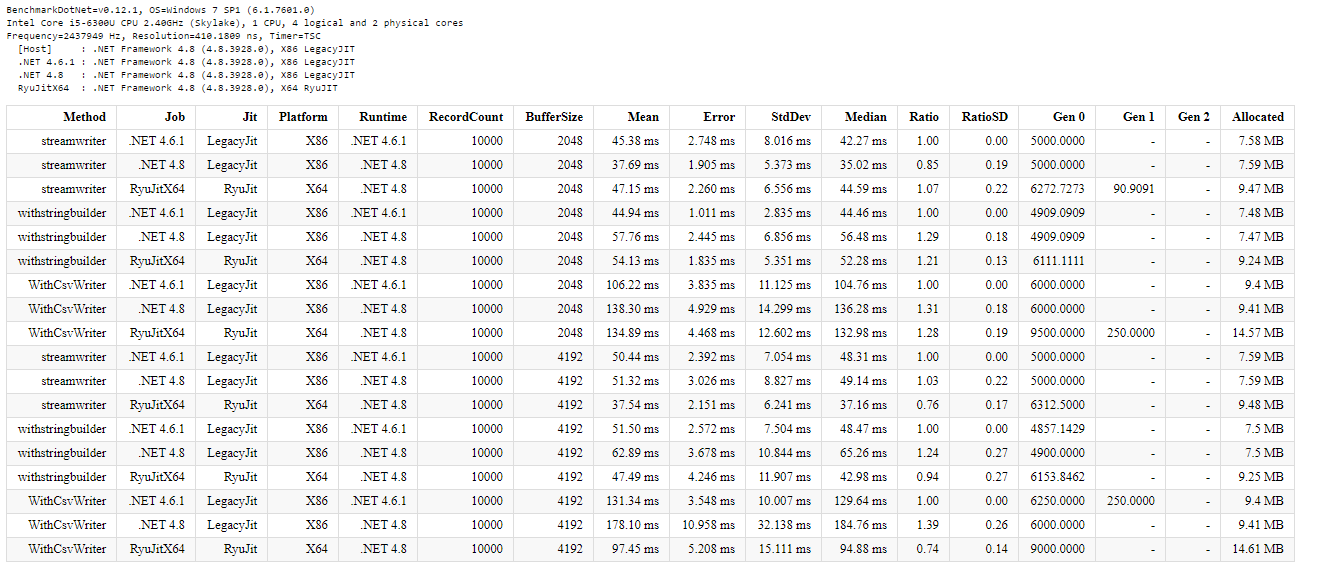 BenchmarkDotNet=v0.12.1, OS=Windows 7 SP1 (6.1.7601.0)
Intel Core i5-6300U CPU 2.40GHz (Skylake), 1 CPU, 4 logical and 2 physical cores
Frequency=2437949 Hz, Resolution=410.1809 ns, Timer=TSC
[Host] : .NET Framework 4.8 (4.8.3928.0), X86 LegacyJIT
.NET 4.6.1 : .NET Framework 4.8 (4.8.3928.0), X86 LegacyJIT
.NET 4.8 : .NET Framework 4.8 (4.8.3928.0), X86 LegacyJIT
RyuJitX64 : .NET Framework 4.8 (4.8.3928.0), X64 RyuJIT
Method Job Jit Platform Runtime RecordCount BufferSize Mean Error StdDev Median Ratio RatioSD Gen 0 Gen 1 Gen 2 Allocated
streamwriter .NET 4.6.1 LegacyJit X86 .NET 4.6.1 10000 2048 45.38 ms 2.748 ms 8.016 ms 42.27 ms 1.00 0.00 5000.0000 - - 7.58 MB
streamwriter .NET 4.8 LegacyJit X86 .NET 4.8 10000 2048 37.69 ms 1.905 ms 5.373 ms 35.02 ms 0.85 0.19 5000.0000 - - 7.59 MB
streamwriter RyuJitX64 RyuJit X64 .NET 4.8 10000 2048 47.15 ms 2.260 ms 6.556 ms 44.59 ms 1.07 0.22 6272.7273 90.9091 - 9.47 MB
withstringbuilder .NET 4.6.1 LegacyJit X86 .NET 4.6.1 10000 2048 44.94 ms 1.011 ms 2.835 ms 44.46 ms 1.00 0.00 4909.0909 - - 7.48 MB
withstringbuilder .NET 4.8 LegacyJit X86 .NET 4.8 10000 2048 57.76 ms 2.445 ms 6.856 ms 56.48 ms 1.29 0.18 4909.0909 - - 7.47 MB
withstringbuilder RyuJitX64 RyuJit X64 .NET 4.8 10000 2048 54.13 ms 1.835 ms 5.351 ms 52.28 ms 1.21 0.13 6111.1111 - - 9.24 MB
WithCsvWriter .NET 4.6.1 LegacyJit X86 .NET 4.6.1 10000 2048 106.22 ms 3.835 ms 11.125 ms 104.76 ms 1.00 0.00 6000.0000 - - 9.4 MB
WithCsvWriter .NET 4.8 LegacyJit X86 .NET 4.8 10000 2048 138.30 ms 4.929 ms 14.299 ms 136.28 ms 1.31 0.18 6000.0000 - - 9.41 MB
WithCsvWriter RyuJitX64 RyuJit X64 .NET 4.8 10000 2048 134.89 ms 4.468 ms 12.602 ms 132.98 ms 1.28 0.19 9500.0000 250.0000 - 14.57 MB
streamwriter .NET 4.6.1 LegacyJit X86 .NET 4.6.1 10000 4192 50.44 ms 2.392 ms 7.054 ms 48.31 ms 1.00 0.00 5000.0000 - - 7.59 MB
streamwriter .NET 4.8 LegacyJit X86 .NET 4.8 10000 4192 51.32 ms 3.026 ms 8.827 ms 49.14 ms 1.03 0.22 5000.0000 - - 7.59 MB
streamwriter RyuJitX64 RyuJit X64 .NET 4.8 10000 4192 37.54 ms 2.151 ms 6.241 ms 37.16 ms 0.76 0.17 6312.5000 - - 9.48 MB
withstringbuilder .NET 4.6.1 LegacyJit X86 .NET 4.6.1 10000 4192 51.50 ms 2.572 ms 7.504 ms 48.47 ms 1.00 0.00 4857.1429 - - 7.5 MB
withstringbuilder .NET 4.8 LegacyJit X86 .NET 4.8 10000 4192 62.89 ms 3.678 ms 10.844 ms 65.26 ms 1.24 0.27 4900.0000 - - 7.5 MB
withstringbuilder RyuJitX64 RyuJit X64 .NET 4.8 10000 4192 47.49 ms 4.246 ms 11.907 ms 42.98 ms 0.94 0.27 6153.8462 - - 9.25 MB
WithCsvWriter .NET 4.6.1 LegacyJit X86 .NET 4.6.1 10000 4192 131.34 ms 3.548 ms 10.007 ms 129.64 ms 1.00 0.00 6250.0000 250.0000 - 9.4 MB
WithCsvWriter .NET 4.8 LegacyJit X86 .NET 4.8 10000 4192 178.10 ms 10.958 ms 32.138 ms 184.76 ms 1.39 0.26 6000.0000 - - 9.41 MB
WithCsvWriter RyuJitX64 RyuJit X64 .NET 4.8 10000 4192 97.45 ms 5.208 ms 15.111 ms 94.88 ms 0.74 0.14 9000.0000 - - 14.61 MB